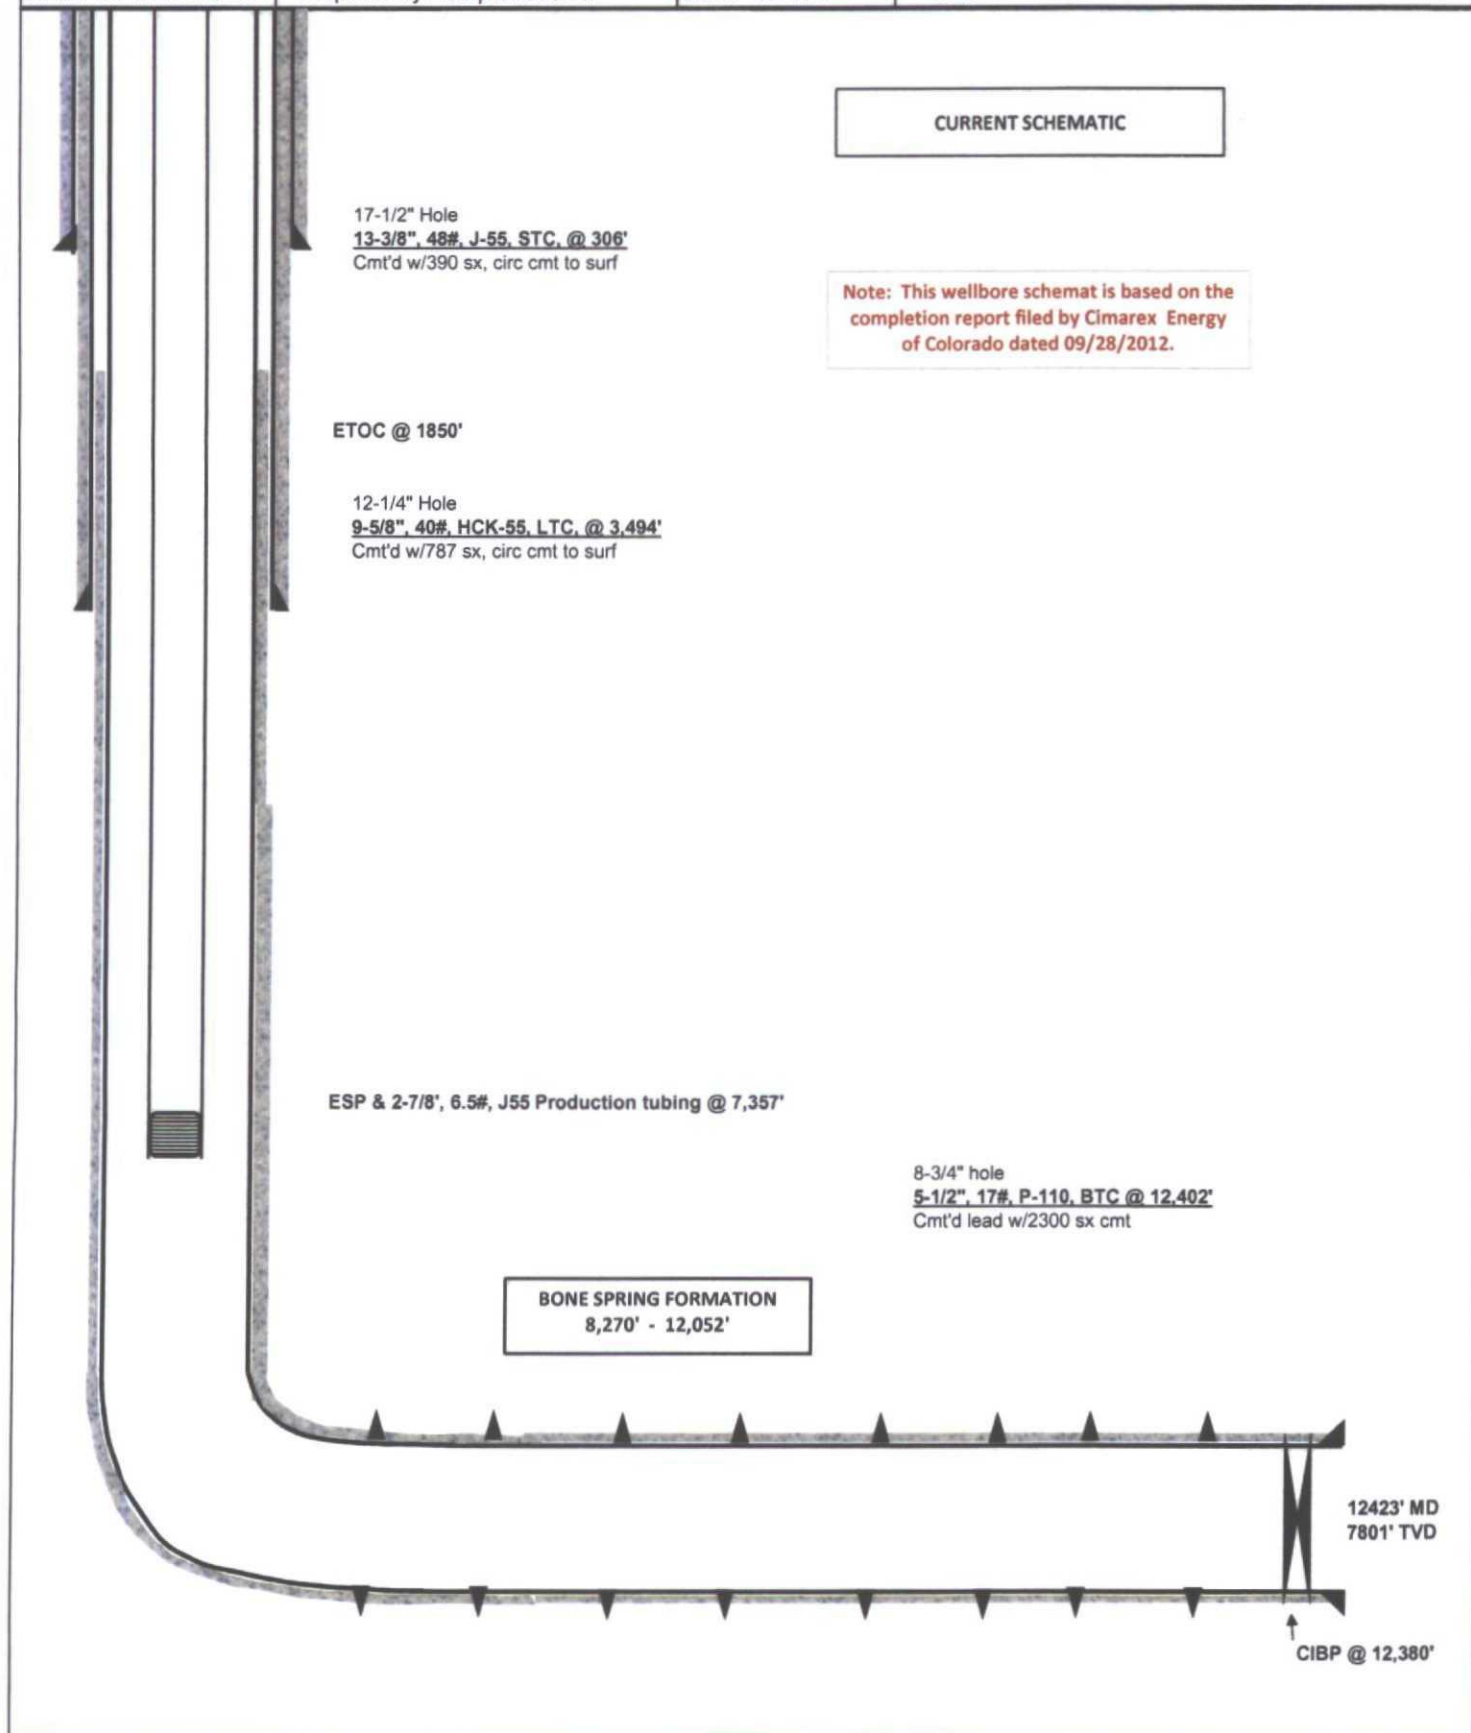 CURRENT SCHEMATIC
17-1/2" Hole
13-3/8", 48#, J-55, STC, @ 306'
Cmt'd w/390 sx, circ cmt to surf
Note: This wellbore schemat is based on the
completion report filed by Cimarex Energy
of Colorado dated 09/28/2012.
ETOC @ 1850'
12-1/4" Hole
9-5/8", 40#, HCK-55, LTC, @ 3,494'
Cmt'd w/787 sx, circ cmt to surf
ESP & 2-7/8', 6.5#, J55 Production tubing @ 7,357'
8-3/4" hole
5-1/2", 17#, P-110, BTC @ 12,402'
Cmt'd lead w/2300 sx cmt
BONE SPRING FORMATION
8,270' - 12,052'
12423' MD
7801' TVD
CIBP @ 12,380'